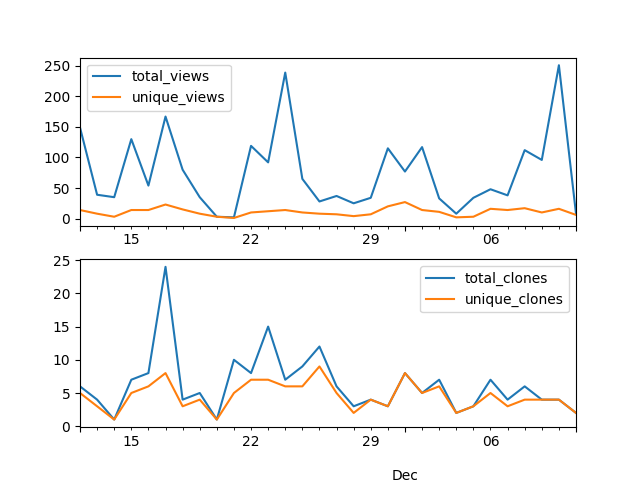 250
200
150
100
50
0
total_views
unique_views
15 22 29 06
25
20
15
10
5
0
total_clones
unique_clones
15 22 29 06
Dec